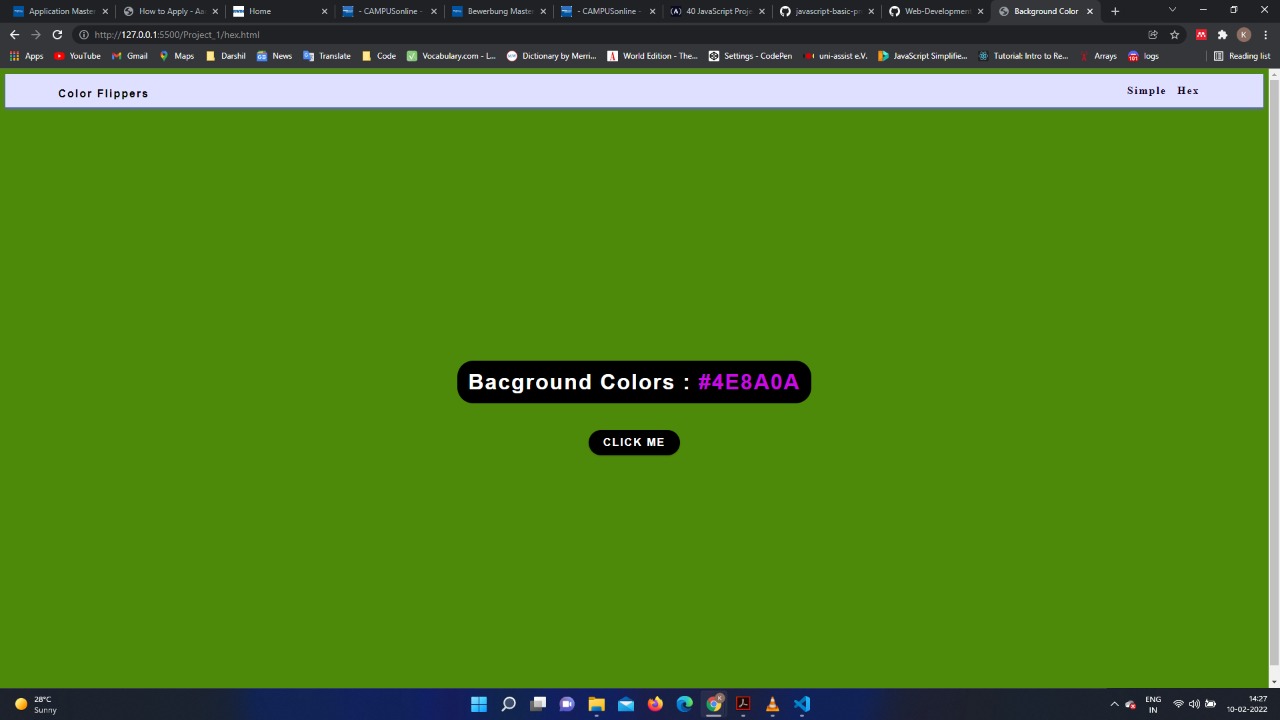 Application Master
How to Apply - Aa
Home
- CAMPUSonline -
Bewerbung Maste
- CAMPUSonline -
40 JavaScript Proje
javascript-basic-p
Web-Development
Background Color
http://127.0.0.1:5500/Project_1/hex.html
K
Apps
YouTube
Gmail
Maps
Darshil
News
Translate
Code
Vocabulary.com - L...
Dictionary by Merri...
World Edition - The...
Settings - CodePen
uni-assist e.V.
JavaScript Simplifie...
Tutorial: Intro to Re...
Arrays
logs
Reading list
Color Flippers
Simple Hex
Bacground Colors : #4E8A0A
CLICK ME
28°C
Sunny
ENG
IN
14:27
10-02-2022